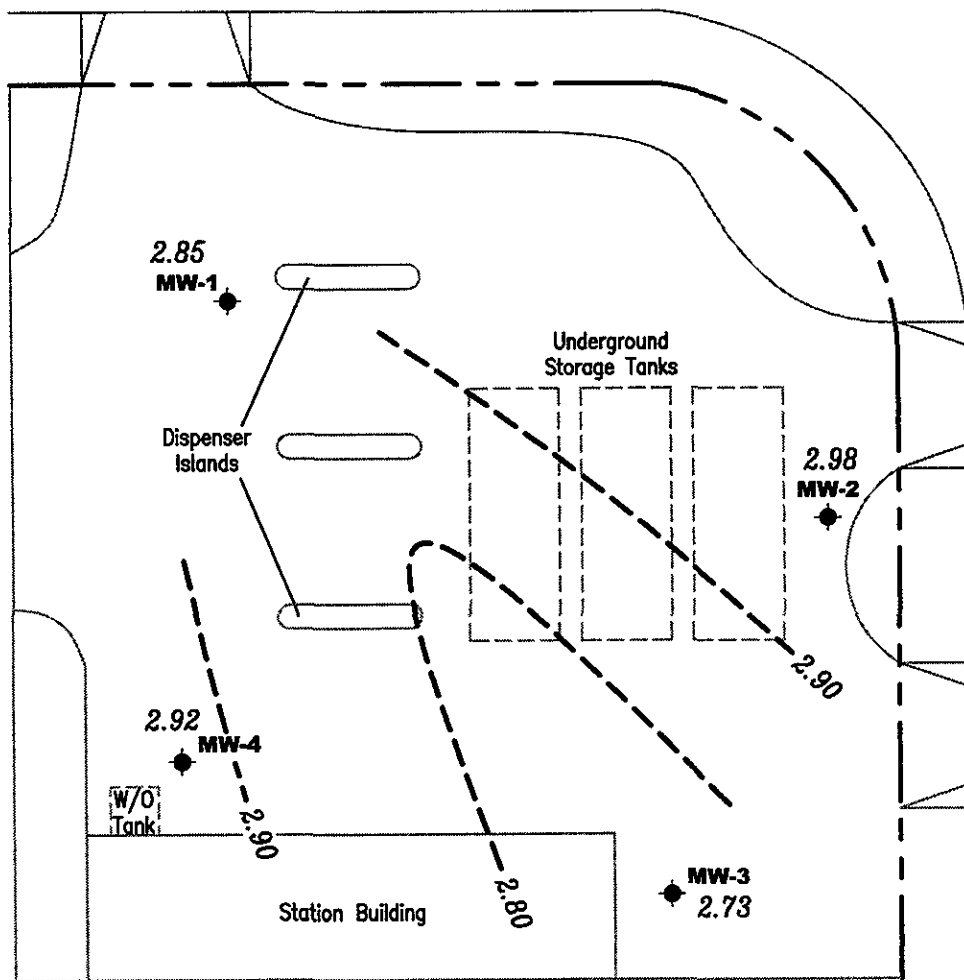 2.85
MW-1
Underground
Storage Tanks
Dispenser
Islands
2.98
MW-2
2.90
2.92
MW-4
W/O
Tank
2.90
2.80
MW-3
2.73
Station Building